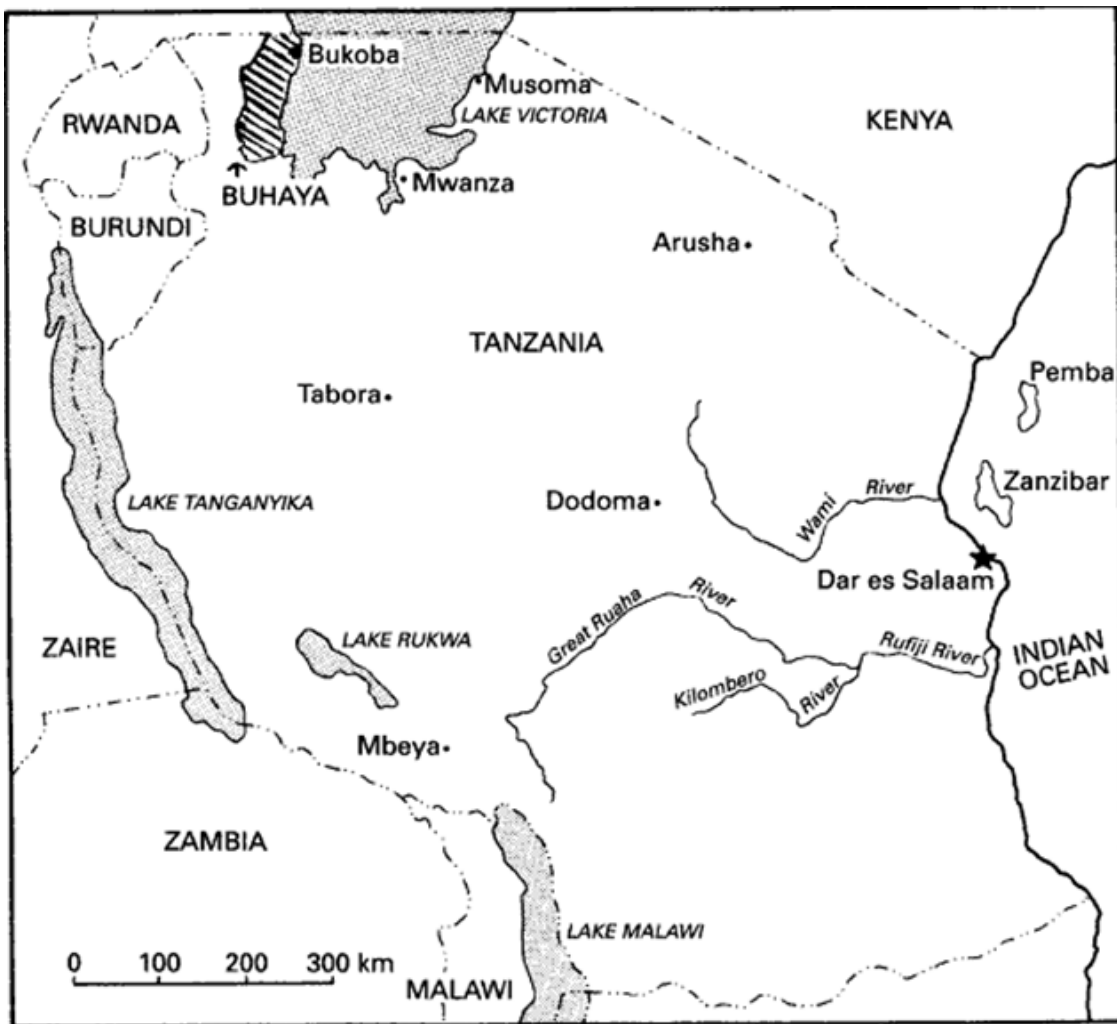 Bukoba
Musoma
LAKE VICTORIA
RWANDA
KENYA
BUHAYA
Mwanza
BURUNDI
Arusha
TANZANIA
Pemba
Tabora
Zanzibar
LAKE TANGANYIKA
Dodoma
Wami River
Dar es Salaam
Great Ruaha River
LAKE RUKWA
ZAIRE
Rufiji River
INDIAN
OCEAN
Kilombero River
Mbeya
ZAMBIA
LAKE MALAWI
0 100 200 300 km
MALAWI